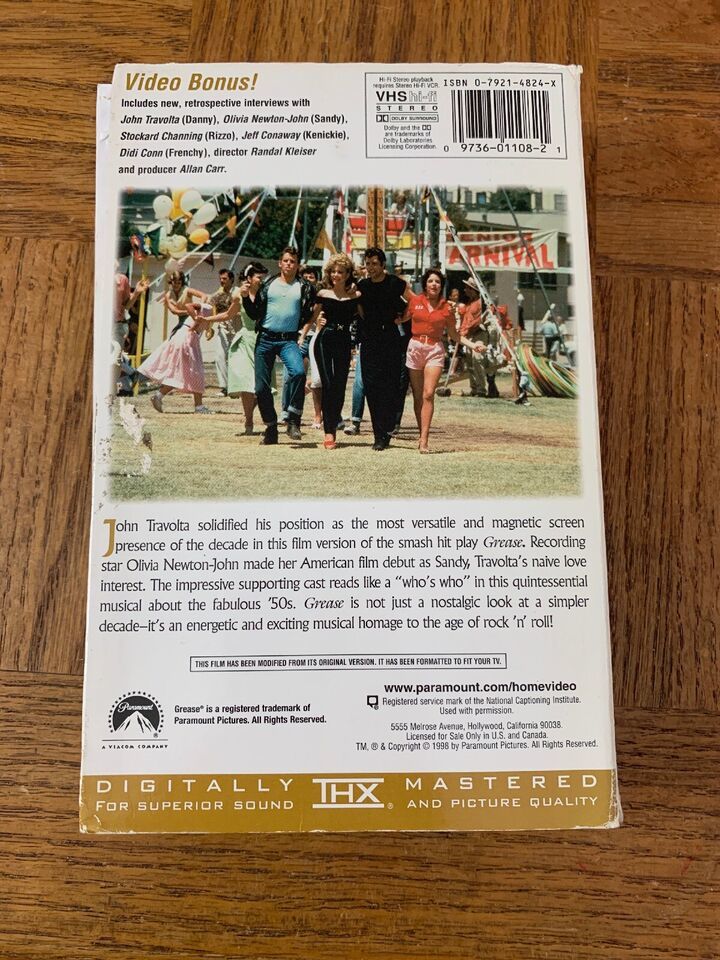 Video Bonus!
Includes new, retrospective interviews with
John Travolta (Danny), Olivia Newton-John (Sandy),
Stockard Channing (Rizzo), Jeff Conaway (Kenickie),
Didi Conn (Frenchy), director Randal Kleiser
and producer Allan Carr.
Hi-Fi Stereo playback
requires Stereo Hi-Fi VCR.
VHS hi-fi
STEREO
DOLBY SURROUND
Dolby and the DD
are trademarks of
Dolby Laboratories
Licensing Corporation.
ISBN 0-7921-4824-X
0 9736-01108-2 1
ARNIVAL
John Travolta solidified his position as the most versatile and magnetic screen
presence of the decade in this film version of the smash hit play Grease. Recording
star Olivia Newton-John made her American film debut as Sandy, Travolta's naive love
interest. The impressive supporting cast reads like a “who's who” in this quintessential
musical about the fabulous '50s. Grease is not just a nostalgic look at a simpler
decade–it's an energetic and exciting musical homage to the age of rock 'n' roll!
THIS FILM HAS BEEN MODIFIED FROM ITS ORIGINAL VERSION. IT HAS BEEN FORMATTED TO FIT YOUR TV.
Paramount
A VIACOM COMPANY
Grease® is a registered trademark of
Paramount Pictures. All Rights Reserved.
www.paramount.com/homevideo
Registered service mark of the National Captioning Institute.
Used with permission.
5555 Melrose Avenue, Hollywood, California 90038.
Licensed for Sale Only in U.S. and Canada.
TM, ® & Copyright © 1998 by Paramount Pictures. All Rights Reserved.
DIGITALLY THX MASTERED
FOR SUPERIOR SOUND ® AND PICTURE QUALITY